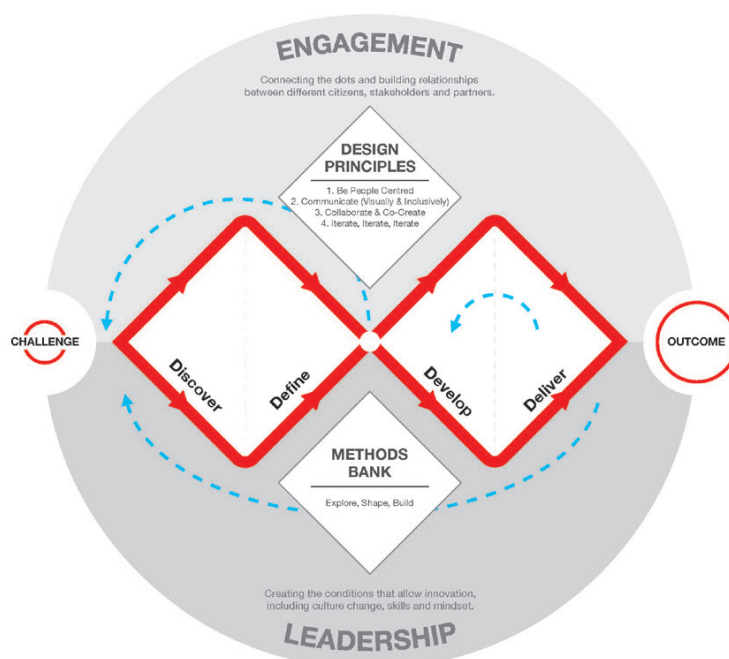 ENGAGEMENT
Connecting the dots and building relationships
between different citizens, stakeholders and partners.
DESIGN
PRINCIPLES
1. Be People Centred
2. Communicate (Visually & Inclusively)
3. Collaborate & Co-Create
4. Iterate, Iterate, Iterate
CHALLENGE
OUTCOME
Discover
Define
Develop
Deliver
METHODS
BANK
Explore, Shape, Build
Creating the conditions that allow innovation,
including culture change, skills and mindset.
LEADERSHIP